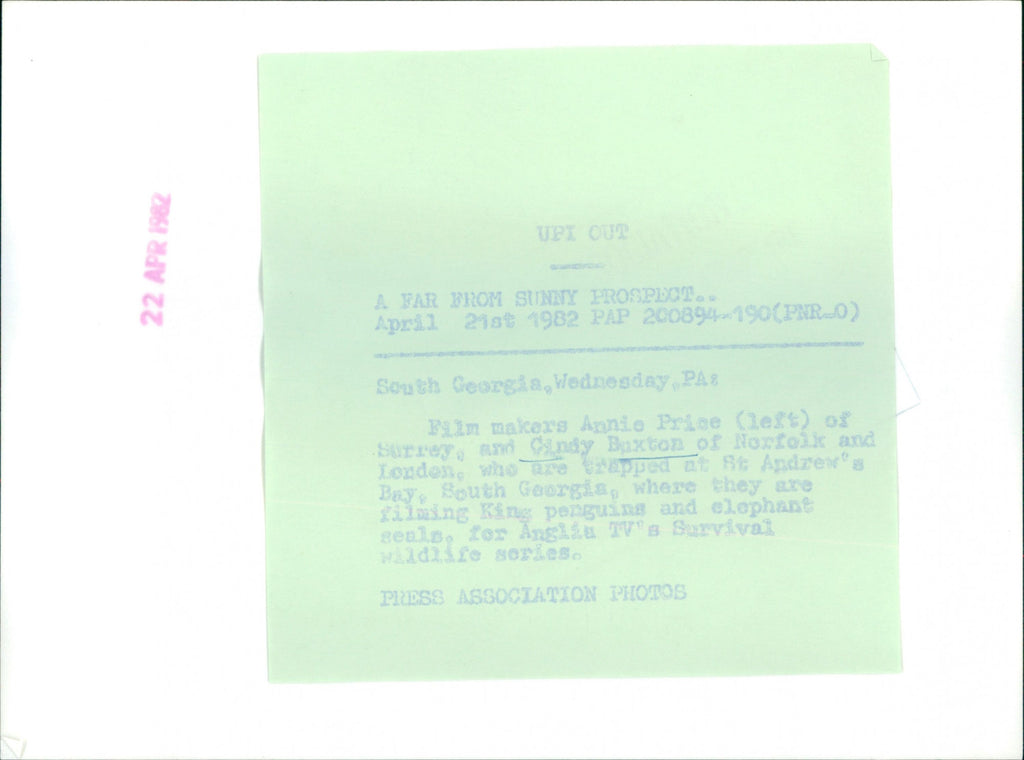 22 APR 1982
UPI OUT
A FAR FROM SUNNY PROSPECT..
April 21st 1982 PAP 200894-190(PNR-0)
South Georgia,Wednesday,PA:
Film makers Annie Price (left) of
Surrey, and Cindy Buxton of Norfolk and
London, who are trapped at St Andrew's
Bay, South Georgia, where they are
filming King penguins and elephant
seals, for Anglia TV's Survival
wildlife series.
PRESS ASSOCIATION PHOTOS